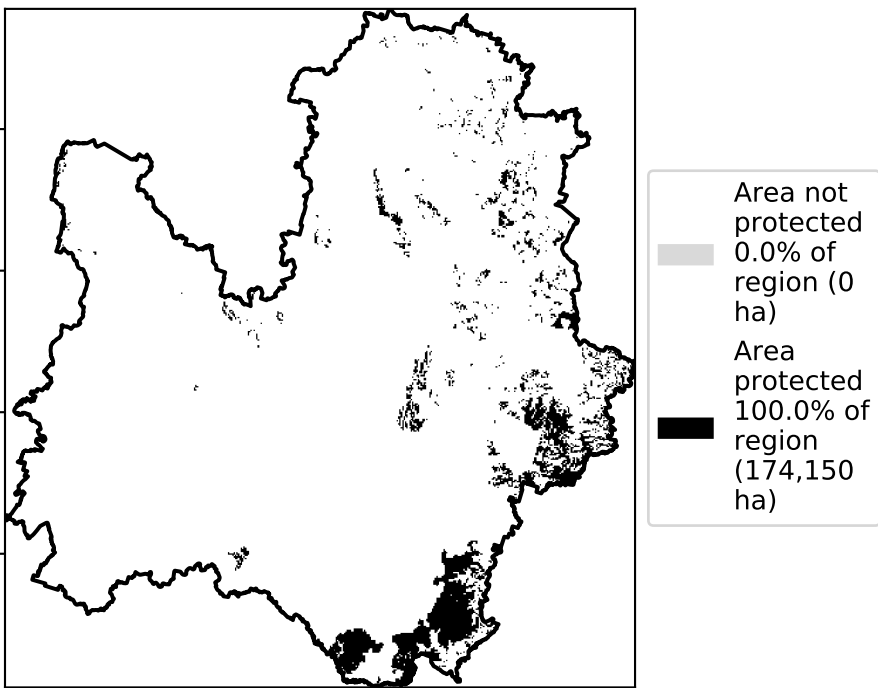 Area not
protected
0.0% of
region (0
ha)
Area
protected
100.0% of
region
(174,150
ha)